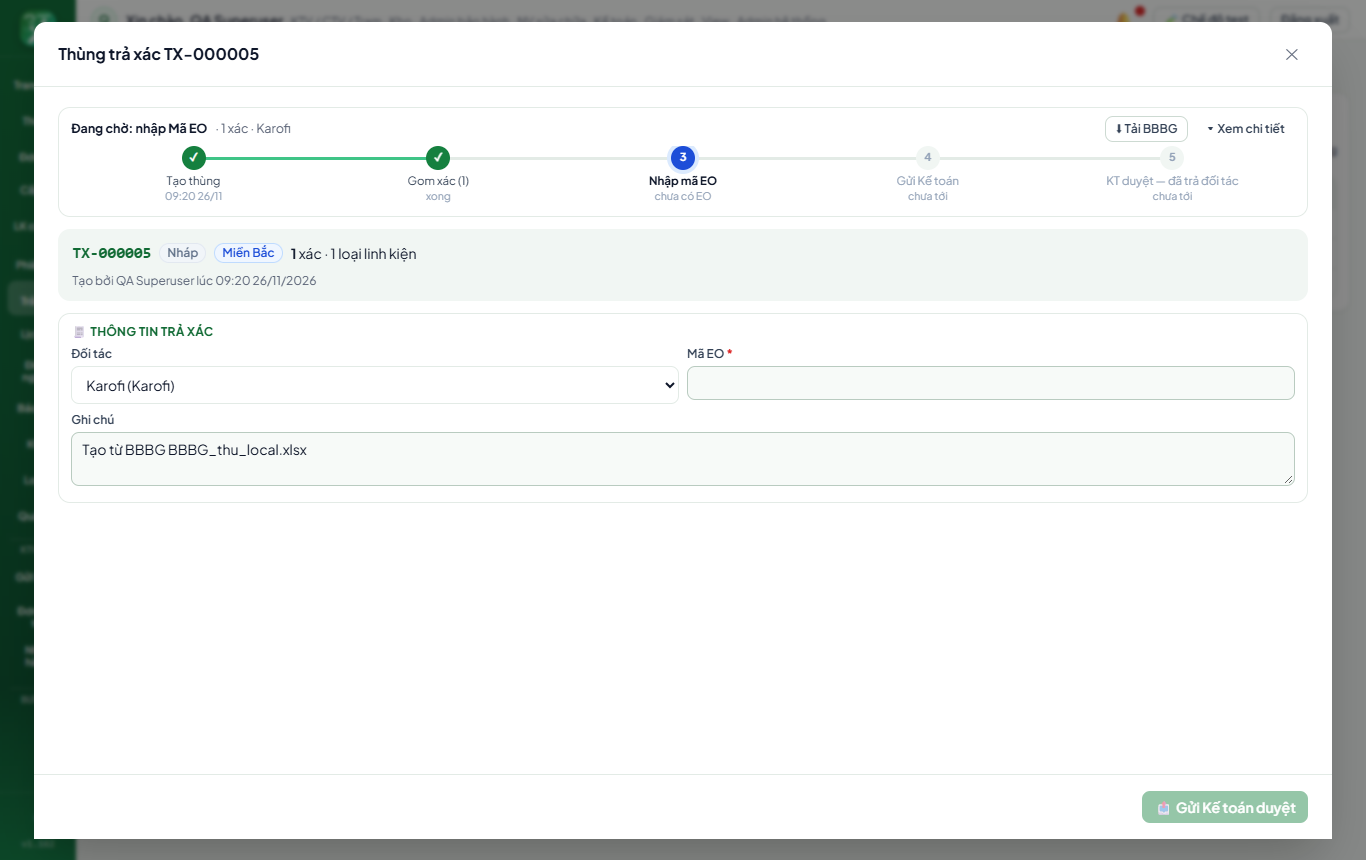 Thùng trả xác TX-000005
Đang chờ: nhập Mã EO · 1 xác · Karofi
⬇ Tải BBBG
▾ Xem chi tiết
✓ ✓ 3 4 5
Tạo thùng
09:20 26/11
Gom xác (1)
xong
Nhập mã EO
chưa có EO
Gửi Kế toán
chưa tới
KT duyệt — đã trả đối tác
chưa tới
TX-000005 Nháp Miền Bắc 1 xác · 1 loại linh kiện
Tạo bởi QA Superuser lúc 09:20 26/11/2026
THÔNG TIN TRẢ XÁC
Đối tác
Karofi (Karofi)
Mã EO *
Ghi chú
Tạo từ BBBG BBBG_thu_local.xlsx
Gửi Kế toán duyệt